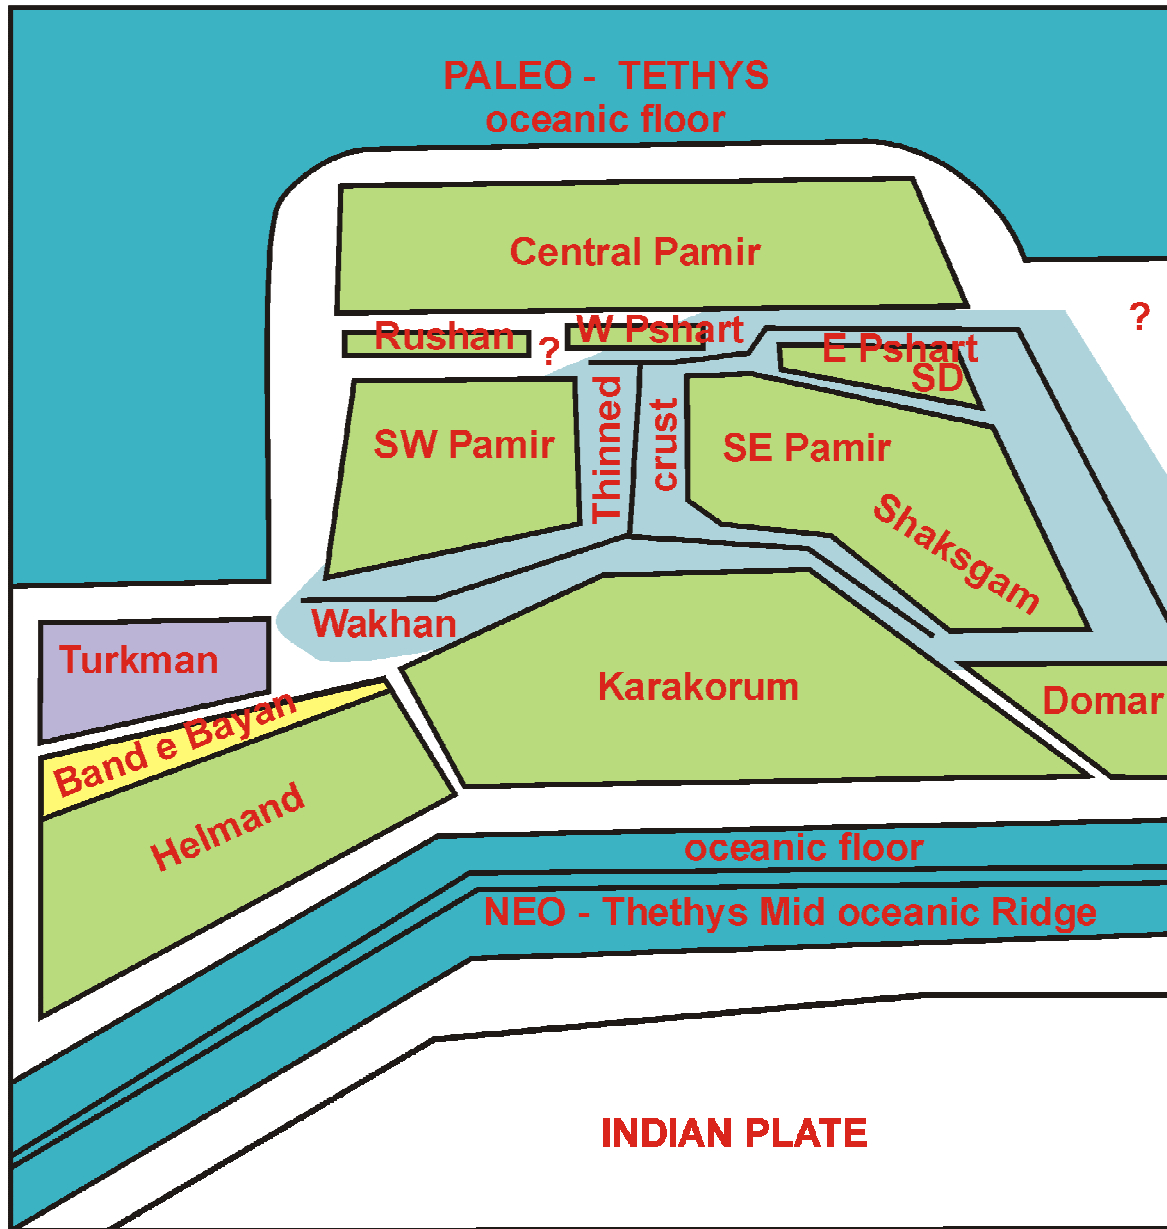 PALEO - TETHYS
oceanic floor
Central Pamir
?
Rushan
?
W Pshart
E Pshart
SD
SW Pamir
Thinned
crust
SE Pamir
Shaksgam
Wakhan
Turkman
Karakorum
Domar
Band e Bayan
Helmand
oceanic floor
NEO - Thethys Mid oceanic Ridge
INDIAN PLATE